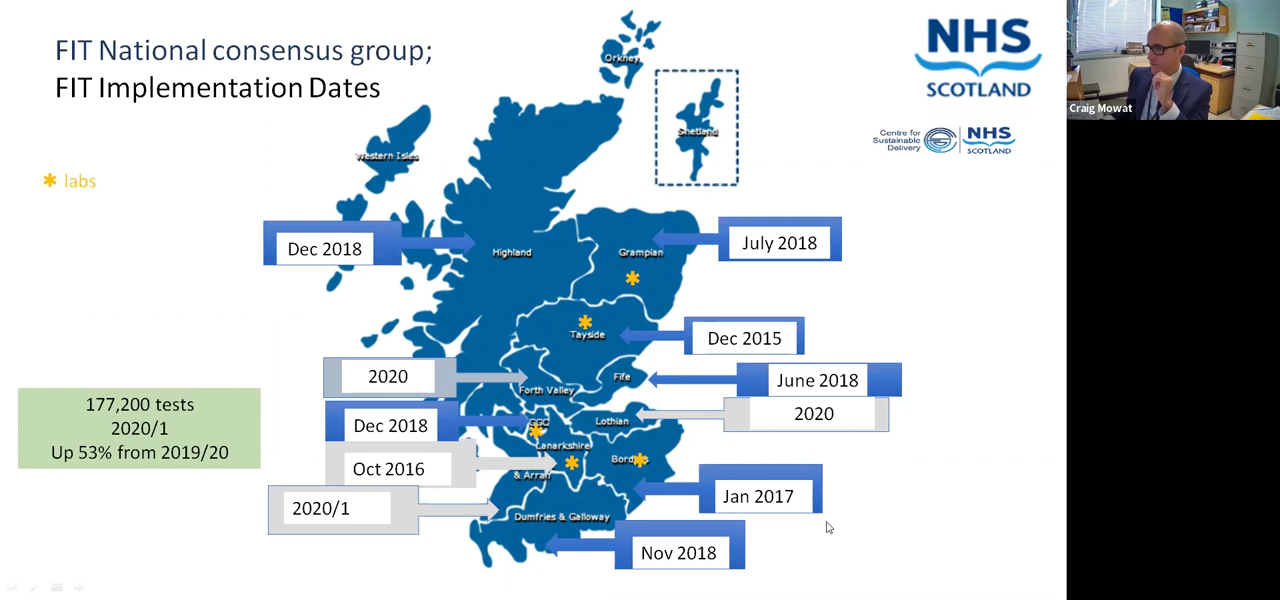 FIT National consensus group;
FIT Implementation Dates
* labs
NHS
SCOTLAND
Centre for
Sustainable
Delivery
NHS
SCOTLAND
Craig Mowat
Orkney
Shetland
Western Isles
Dec 2018
Highland
Grampian
July 2018
Tayside
Dec 2015
2020
Forth Valley
Fife
June 2018
177,200 tests
2020/1
Up 53% from 2019/20
Dec 2018
GGC
Lothian
2020
Lanarkshire
Oct 2016
& Arran
Jan 2017
2020/1
Dumfries & Galloway
Nov 2018